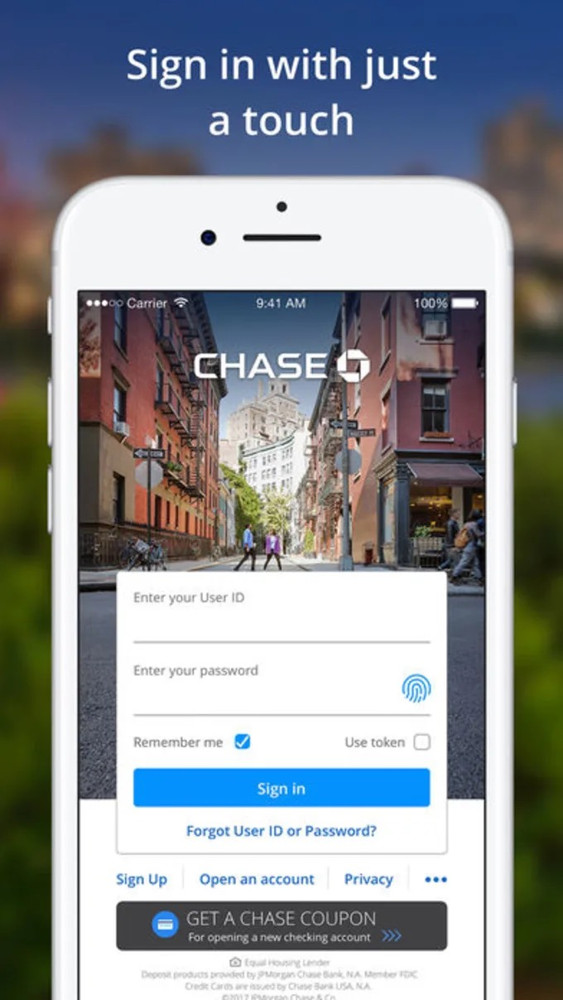 Sign in with just
a touch
Carrier 9:41 AM 100%
CHASE
Enter your User ID
Enter your password
Remember me Use token
Sign in
Forgot User ID or Password?
Sign Up Open an account Privacy •••
GET A CHASE COUPON
For opening a new checking account >>>
Equal Housing Lender
Deposit products provided by JPMorgan Chase Bank, N.A. Member FDIC
Credit Cards are issued by Chase Bank USA, N.A.
©2017 JPMorgan Chase & Co.